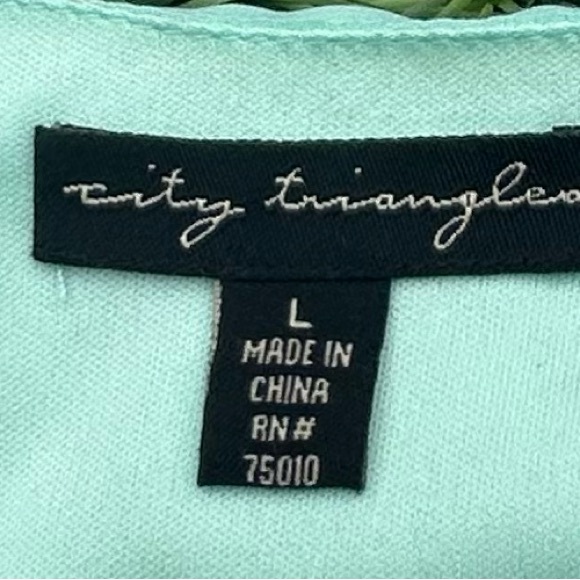 city triangles
L
MADE IN
CHINA
RN#
75010